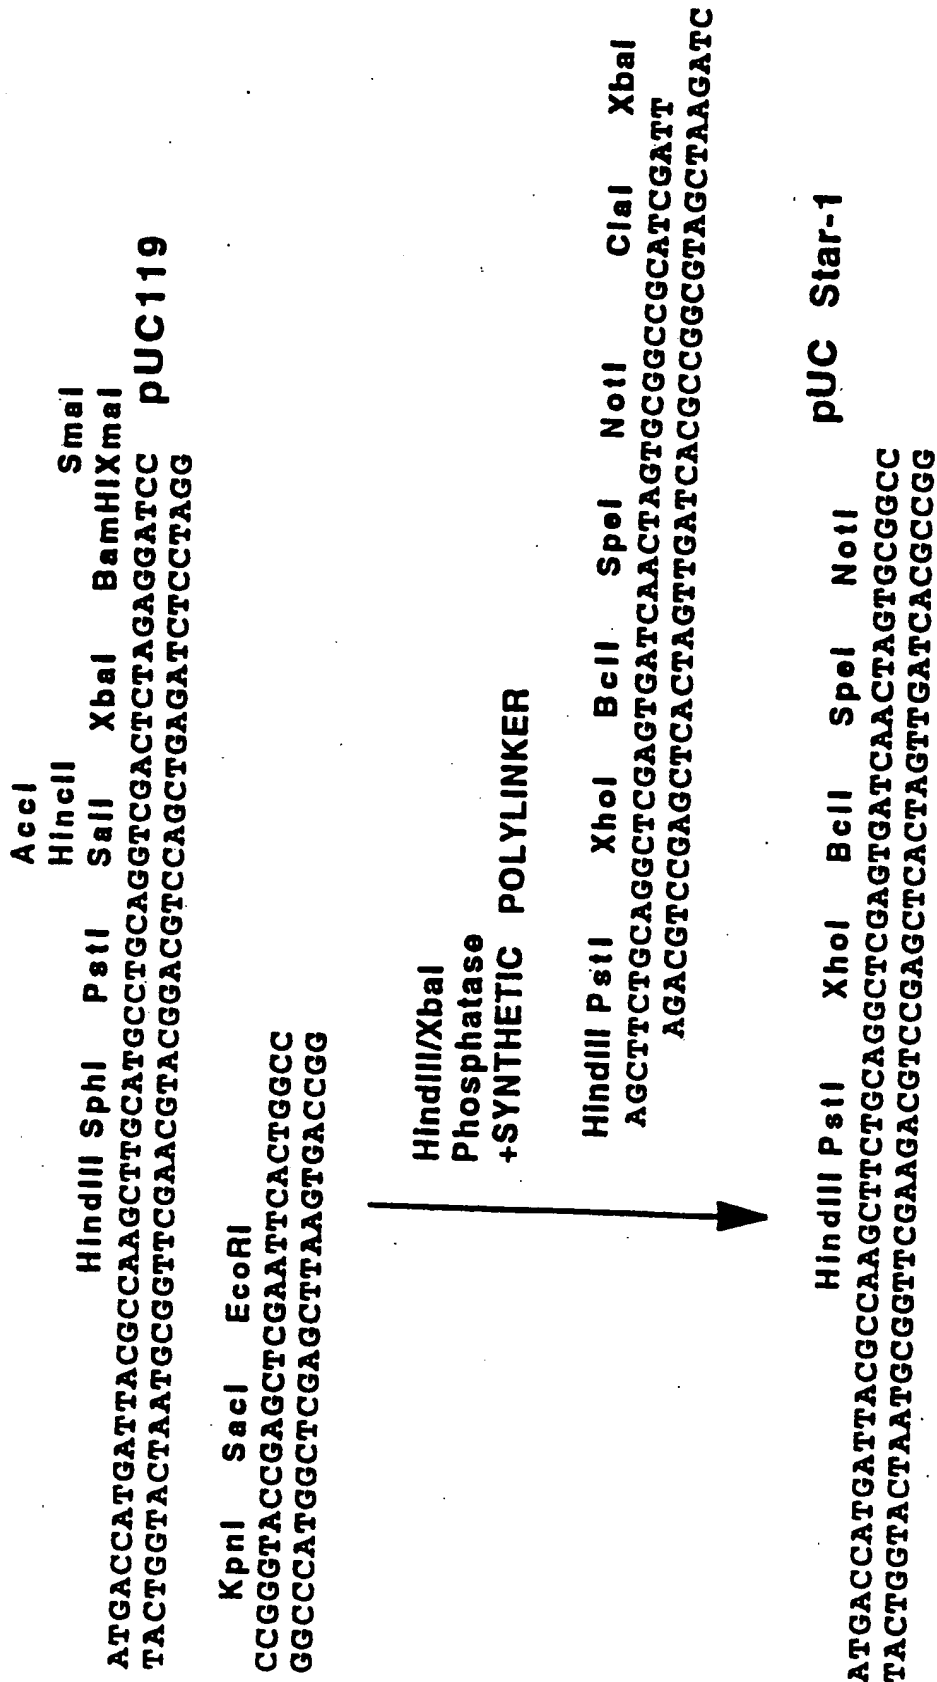 AccI
HincII
SmaI
HindIII SphI PstI SalI XbaI BamHIXmaI
ATGACCATGATTACGCCAAGCTTGCATGCCTGCAGGTCGACTCTAGAGGATCC pUC119
TACTGGTACTAATGCGGTTCGAACGTACGGACGTCCAGCTGAGATCTCCTAGG
KpnI SacI EcoRI
CCGGGTACCGAGCTCGAATTCACTGGCC
GGCCCATGGCTCGAGCTTAAGTGACCGG
HindIII/XbaI
Phosphatase
+SYNTHETIC POLYLINKER
HindIII PstI XhoI BclI SpeI NotI ClaI XbaI
AGCTTCTGCAGGCTCGAGTGATCAACTAGTGCGGCCGCATCGATT
AGACGTCCGAGCTCACTAGTTGATCACGCCGGCGTAGCTAAGATC
pUC Star-1
HindIII PstI XhoI BclI SpeI NotI
ATGACCATGATTACGCCAAGCTTCTGCAGGCTCGAGTGATCAACTAGTGCGGCC
TACTGGTACTAATGCGGTTCGAAGACGTCCGAGCTCACTAGTTGATCACGCCGG